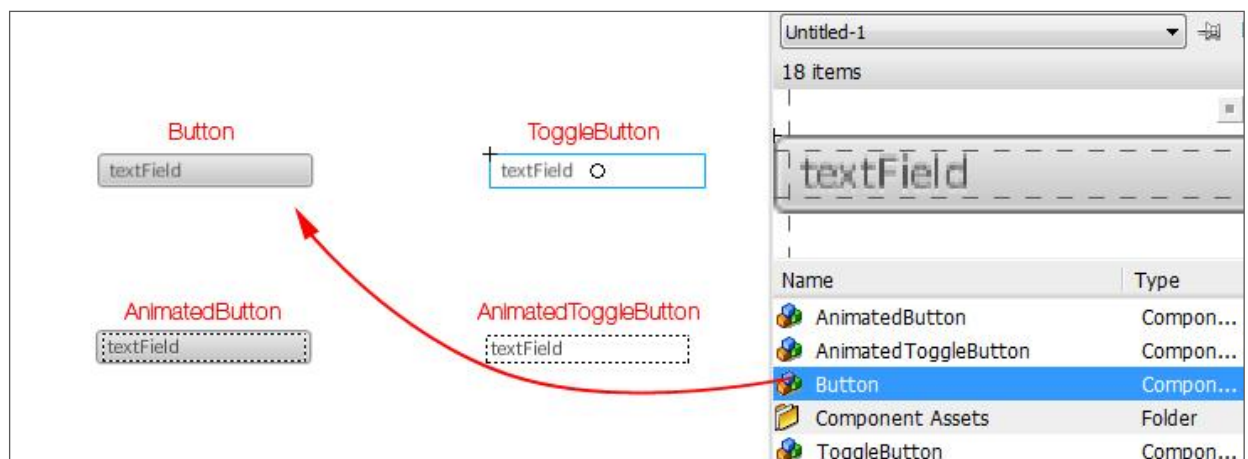 Untitled-1
18 items
Button
ToggleButton
textField
textField
textField
AnimatedButton
AnimatedToggleButton
textField
textField
Name Type
AnimatedButton Compon...
AnimatedToggleButton Compon...
Button Compon...
Component Assets Folder
ToggleButton Compon...